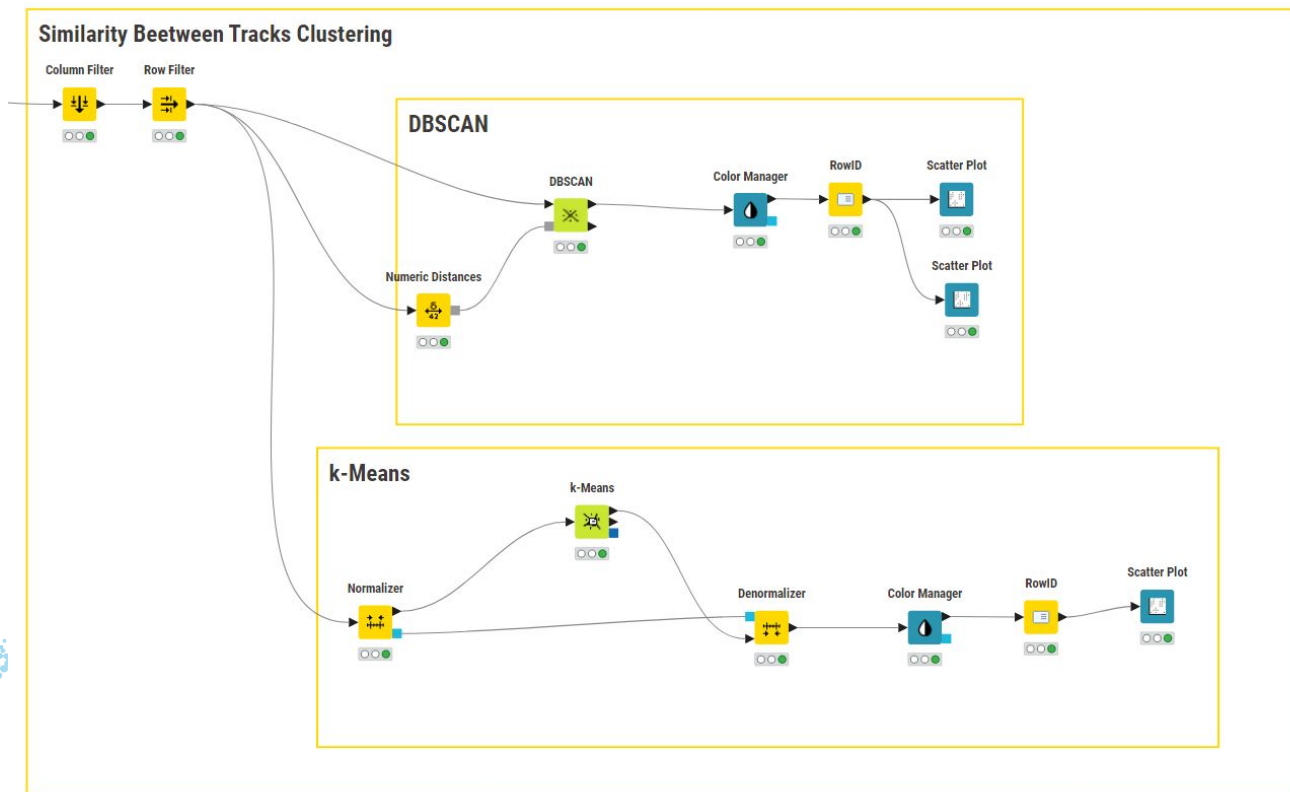 Similarity Beetween Tracks Clustering
Column Filter
Row Filter
DBSCAN
DBSCAN
Color Manager
RowID
Scatter Plot
Scatter Plot
Numeric Distances
k-Means
k-Means
Normalizer
Denormalizer
Color Manager
RowID
Scatter Plot